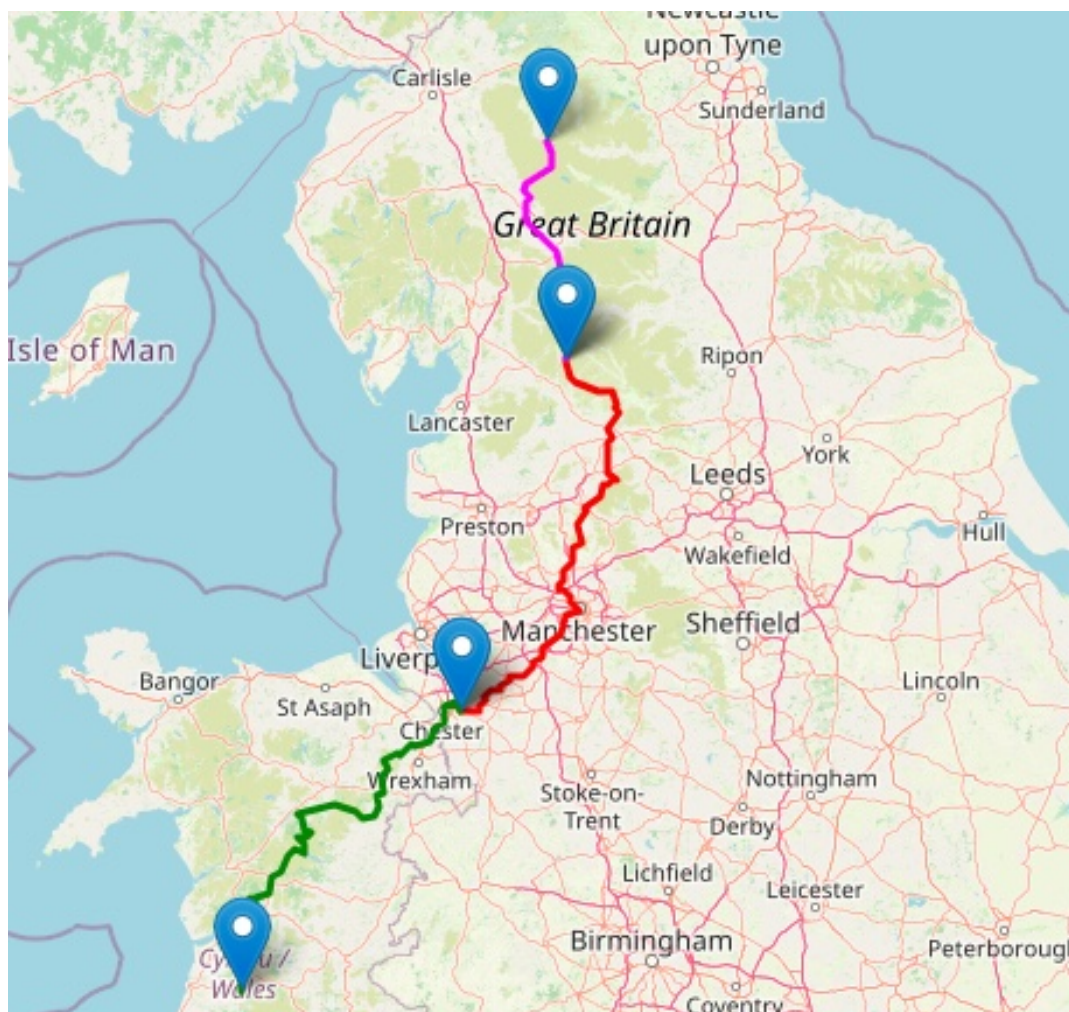 Newcastle
upon Tyne
Carlisle
Sunderland
Great Britain
Isle of Man
Ripon
Lancaster
York
Leeds
Preston
Hull
Wakefield
Manchester
Sheffield
Bangor
St Asaph
Lincoln
Chester
Wrexham
Nottingham
Stoke-on-
Trent
Derby
Lichfield
Leicester
Birmingham
Peterborough
Wales
Coventry